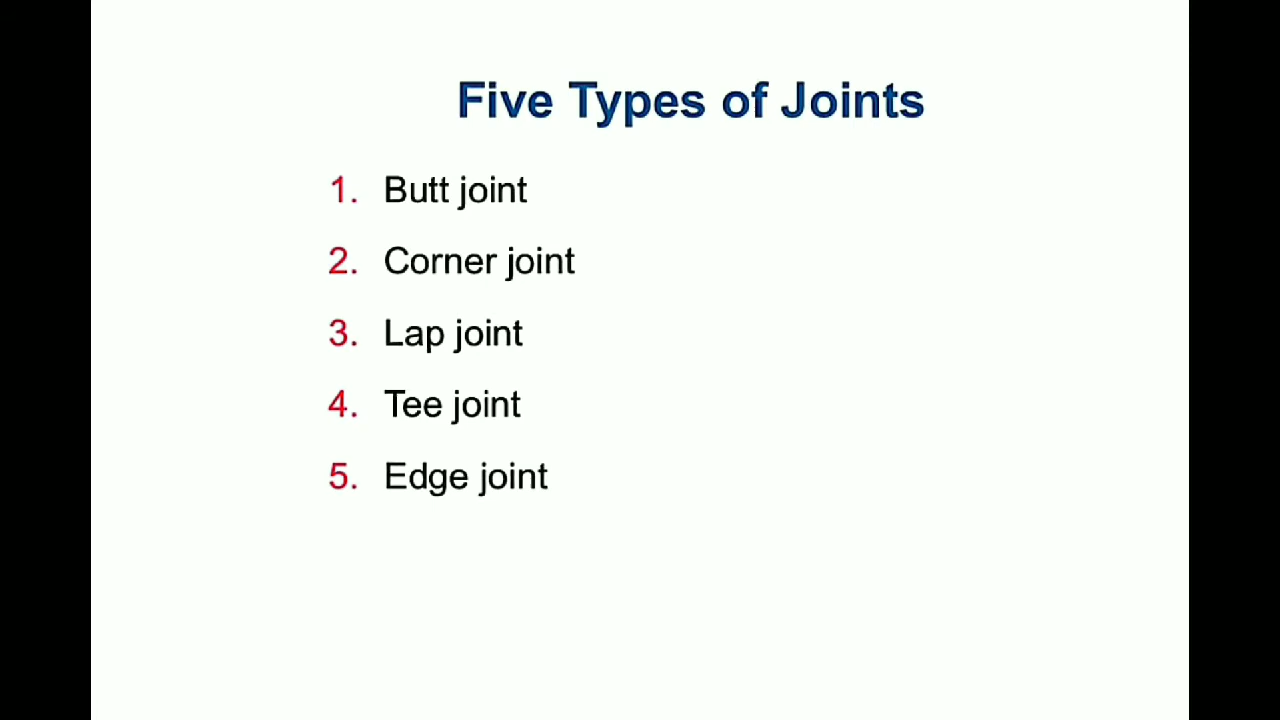 Five Types of Joints
1. Butt joint
2. Corner joint
3. Lap joint
4. Tee joint
5. Edge joint